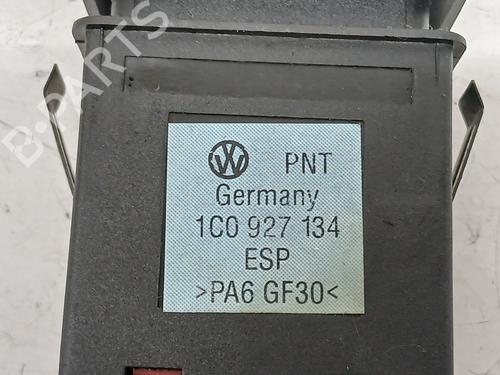 B-PARTS
PNT
Germany
1C0 927 134
ESP
>PA6 GF30<